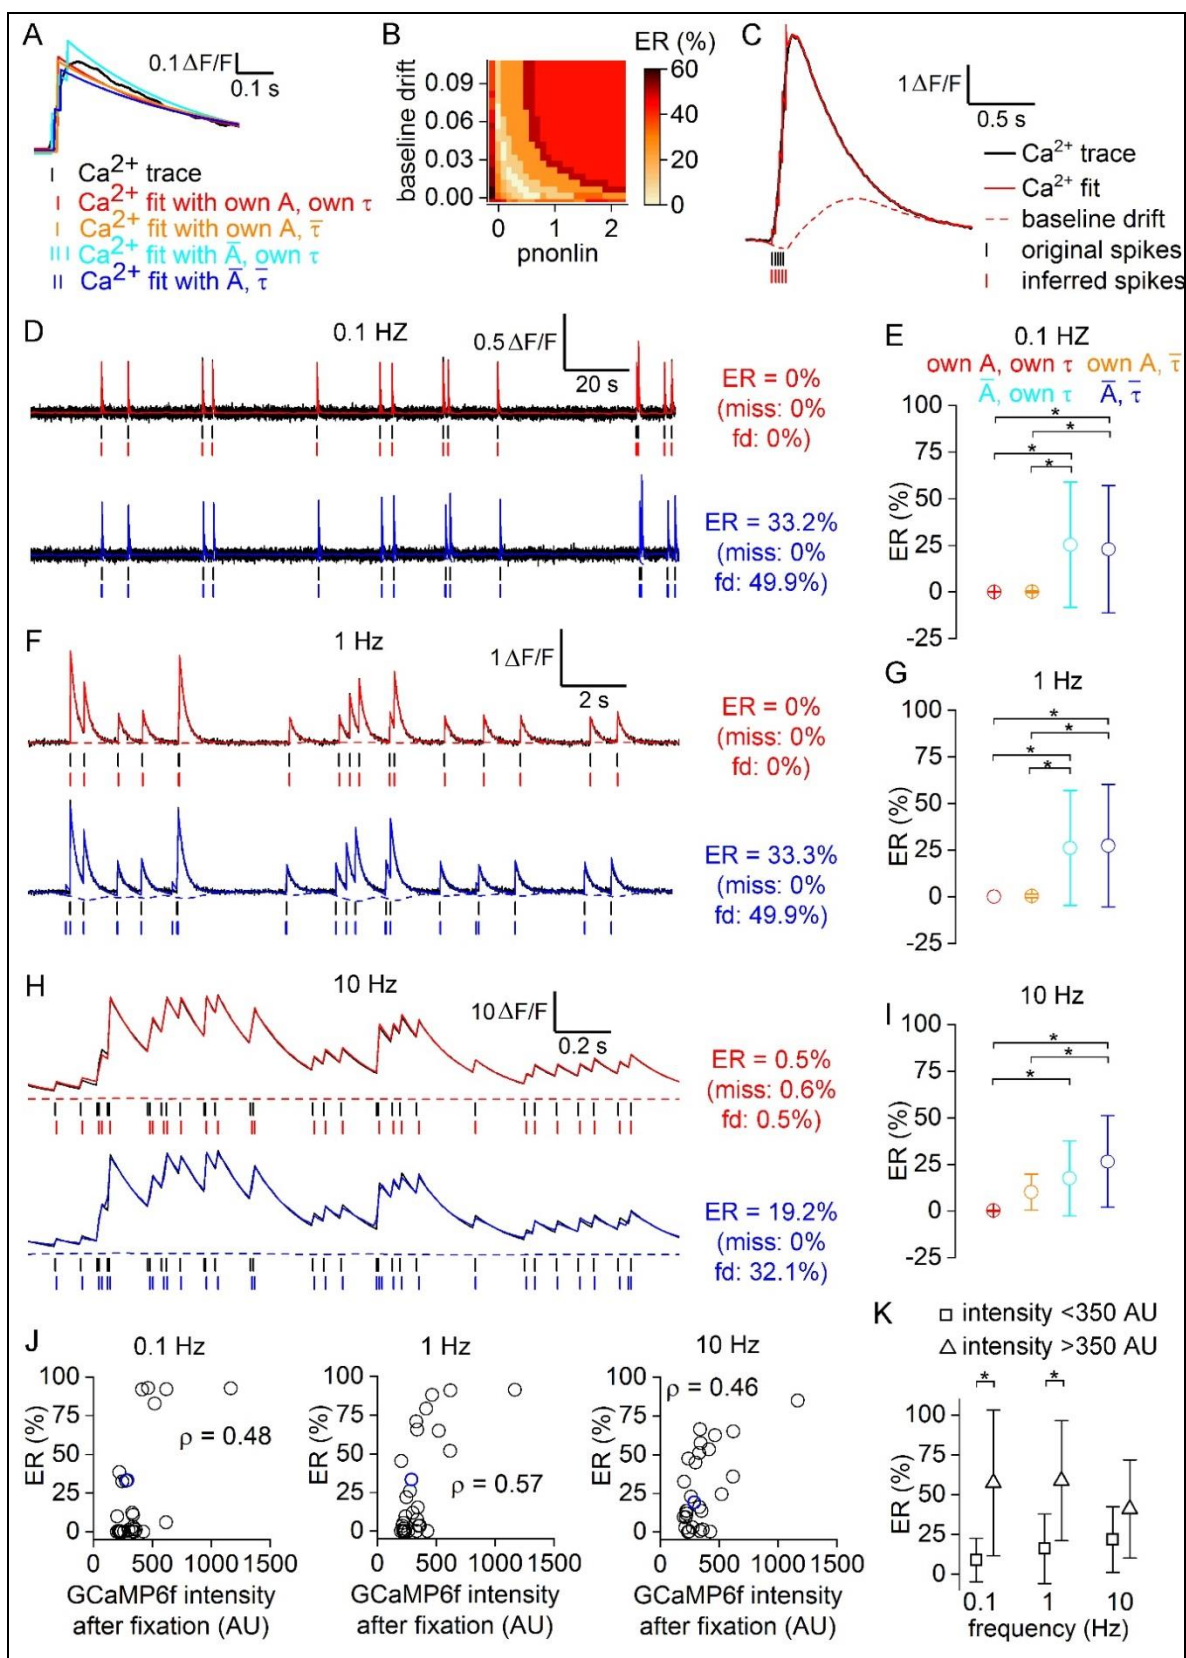 A
0.1 ΔF/F
0.1 s
Ca2+ trace
Ca2+ fit with own A, own τ
Ca2+ fit with own A, τ̅
Ca2+ fit with A̅, own τ
Ca2+ fit with A̅, τ̅
B
ER (%)
baseline drift
0.09
0.06
0.03
0.00
0 1 2
pnonlin
60
40
20
0
C
1 ΔF/F
0.5 s
Ca2+ trace
Ca2+ fit
baseline drift
original spikes
inferred spikes
D
0.1 HZ
0.5 ΔF/F
20 s
ER = 0%
(miss: 0%
fd: 0%)
ER = 33.2%
(miss: 0%
fd: 49.9%)
E
0.1 HZ
own A, own τ own A, τ̅
A̅, own τ A̅, τ̅
100
75
50
25
0
-25
ER (%)
* * * *
F
1 Hz
1 ΔF/F
2 s
ER = 0%
(miss: 0%
fd: 0%)
ER = 33.3%
(miss: 0%
fd: 49.9%)
G
1 Hz
100
75
50
25
0
-25
ER (%)
* * * *
H
10 Hz
10 ΔF/F
0.2 s
ER = 0.5%
(miss: 0.6%
fd: 0.5%)
ER = 19.2%
(miss: 0%
fd: 32.1%)
I
10 Hz
100
75
50
25
0
-25
ER (%)
* * *
J
0.1 Hz
100
75
50
25
0
ER (%)
ρ = 0.48
0 500 1000 1500
GCaMP6f intensity
after fixation (AU)
1 Hz
100
75
50
25
0
ER (%)
ρ = 0.57
0 500 1000 1500
GCaMP6f intensity
after fixation (AU)
10 Hz
100
75
50
25
0
ER (%)
ρ = 0.46
0 500 1000 1500
GCaMP6f intensity
after fixation (AU)
K
intensity <350 AU
intensity >350 AU
* *
100
75
50
25
0
ER (%)
0.1 1 10
frequency (Hz)